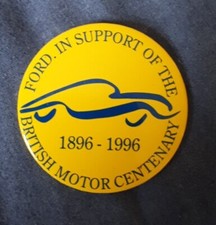 FORD. IN SUPPORT OF THE
1896 - 1996
BRITISH MOTOR CENTENARY